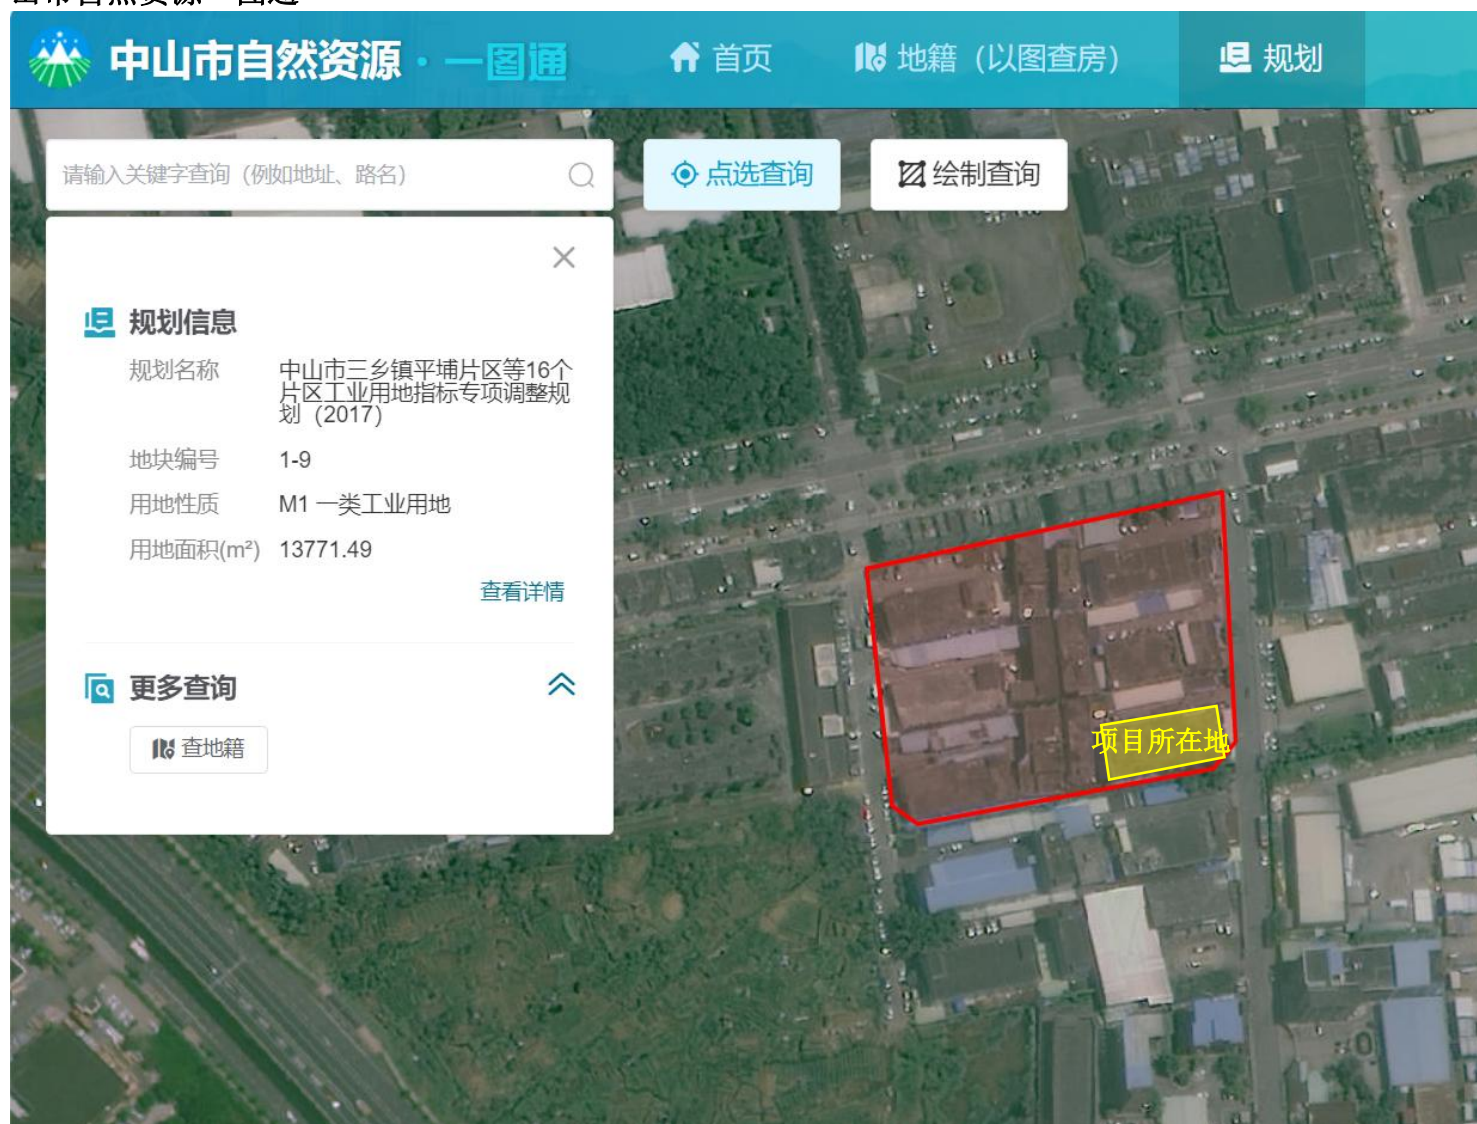 中山市自然资源·一图通
首页
地籍（以图查房）
规划
请输入关键字查询（例如地址、路名）
点选查询
绘制查询
规划信息
规划名称
中山市三乡镇平埔片区等16个
片区工业用地指标专项调整规
划（2017）
地块编号
1-9
用地性质
M1 一类工业用地
用地面积(m²)
13771.49
查看详情
更多查询
查地籍
项目所在地